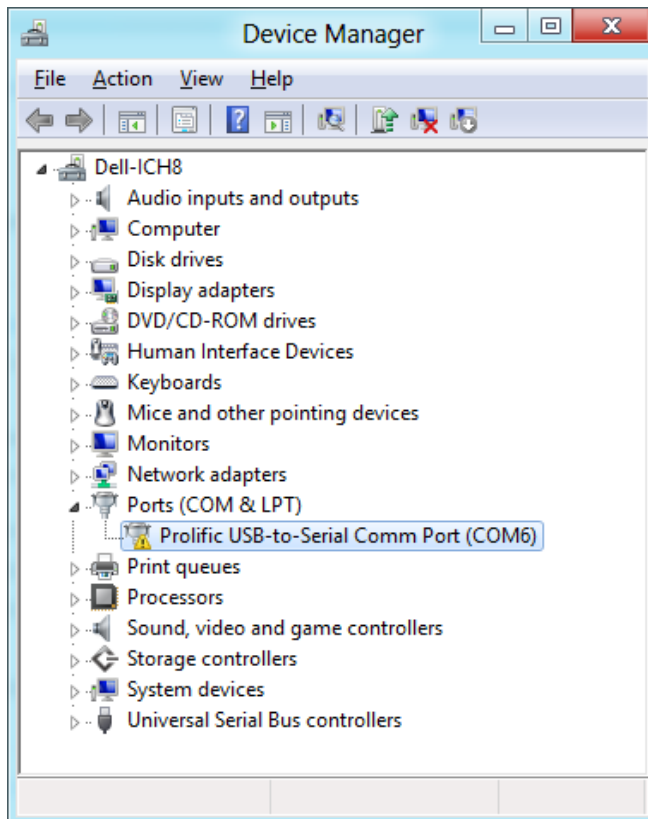 Device Manager
File Action View Help
Dell-ICH8
Audio inputs and outputs
Computer
Disk drives
Display adapters
DVD/CD-ROM drives
Human Interface Devices
Keyboards
Mice and other pointing devices
Monitors
Network adapters
Ports (COM & LPT)
Prolific USB-to-Serial Comm Port (COM6)
Print queues
Processors
Sound, video and game controllers
Storage controllers
System devices
Universal Serial Bus controllers